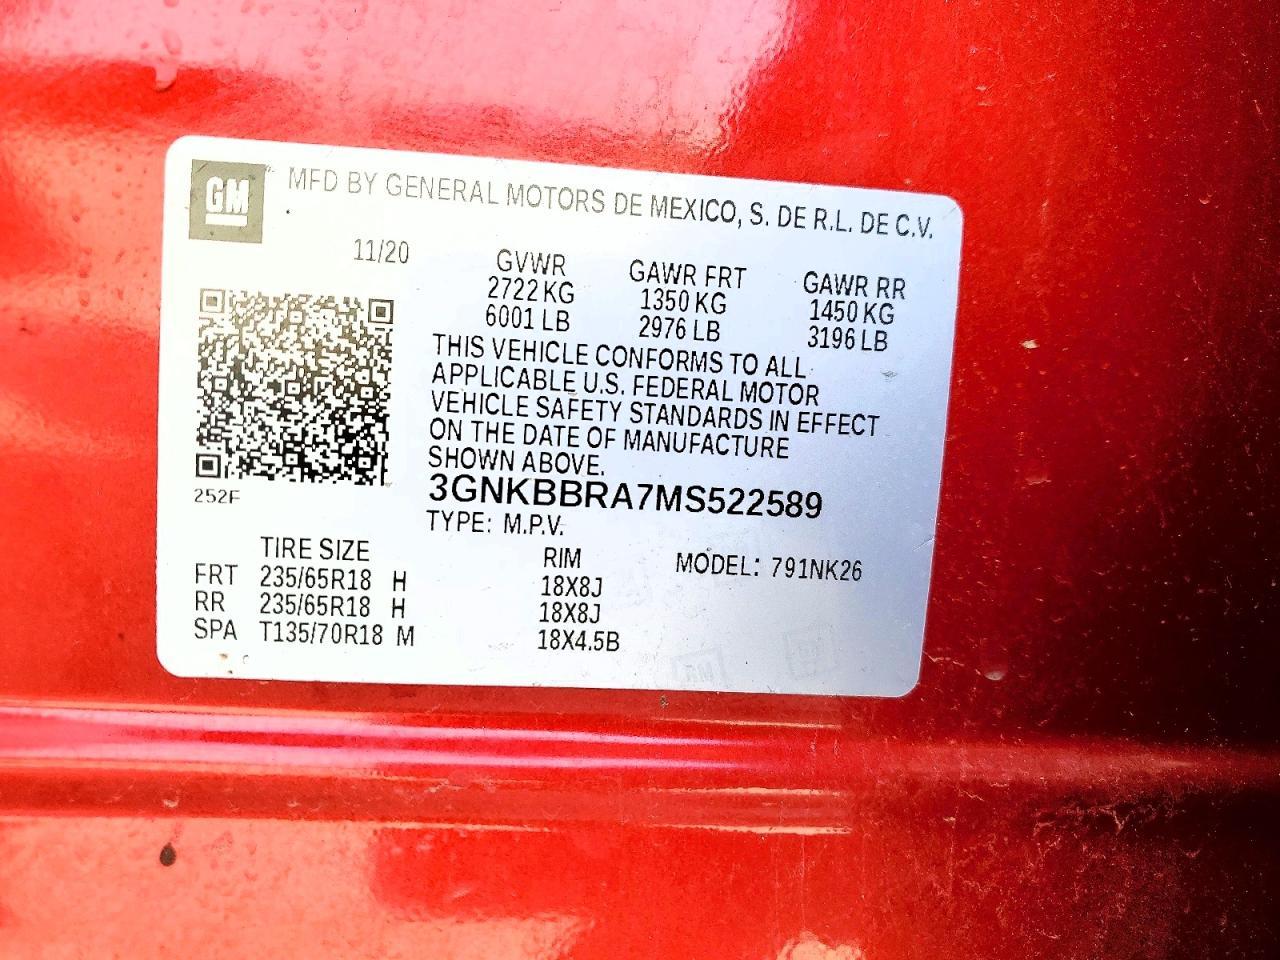 GM MFD BY GENERAL MOTORS DE MEXICO, S. DE R.L. DE C.V.
11/20 GVWR GAWR FRT GAWR RR
2722 KG 1350 KG 1450 KG
6001 LB 2976 LB 3196 LB
THIS VEHICLE CONFORMS TO ALL
APPLICABLE U.S. FEDERAL MOTOR
VEHICLE SAFETY STANDARDS IN EFFECT
ON THE DATE OF MANUFACTURE
SHOWN ABOVE.
252F
3GNKBBRA7MS522589
TYPE: M.P.V.
TIRE SIZE RIM MODEL: 791NK26
FRT 235/65R18 H 18X8J
RR 235/65R18 H 18X8J
SPA T135/70R18 M 18X4.5B
GM